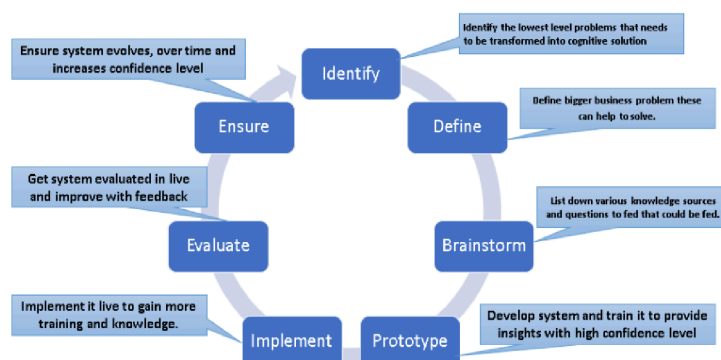 Identify
Identify the lowest level problems that needs
to be transformed into cognitive solution
Define
Define bigger business problem these
can help to solve.
Brainstorm
List down various knowledge sources
and questions to fed that could be fed.
Prototype
Develop system and train it to provide
insights with high confidence level
Implement
Implement it live to gain more
training and knowledge.
Evaluate
Get system evaluated in live
and improve with feedback
Ensure
Ensure system evolves, over time and
increases confidence level